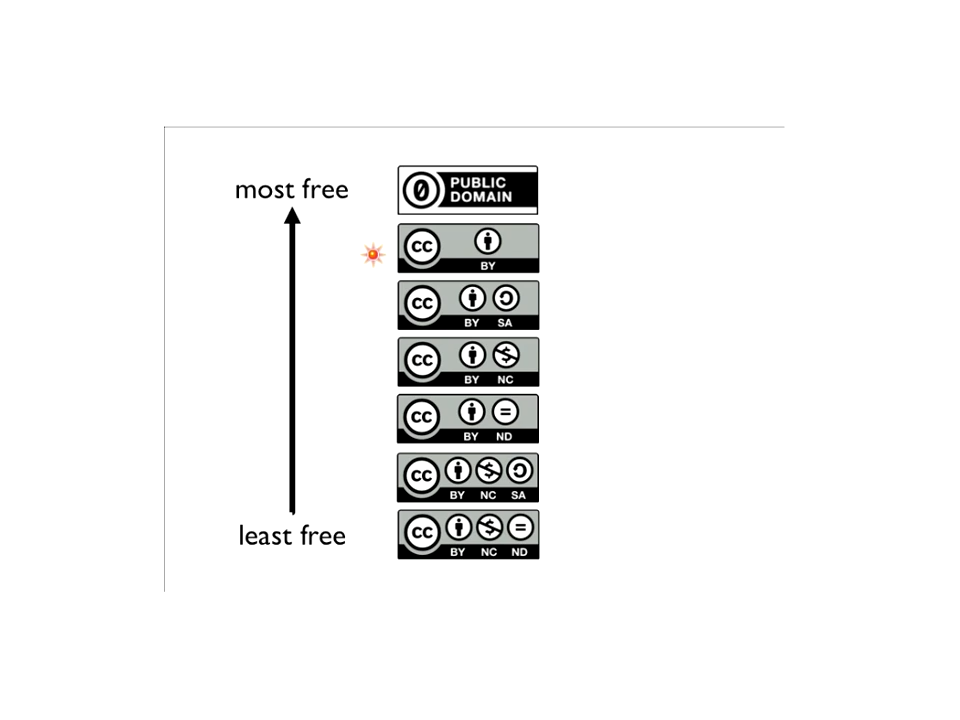 most free
0 PUBLIC
DOMAIN
cc
BY
cc
BY SA
cc $
BY NC
cc =
BY ND
cc $
BY NC SA
least free
cc $ =
BY NC ND